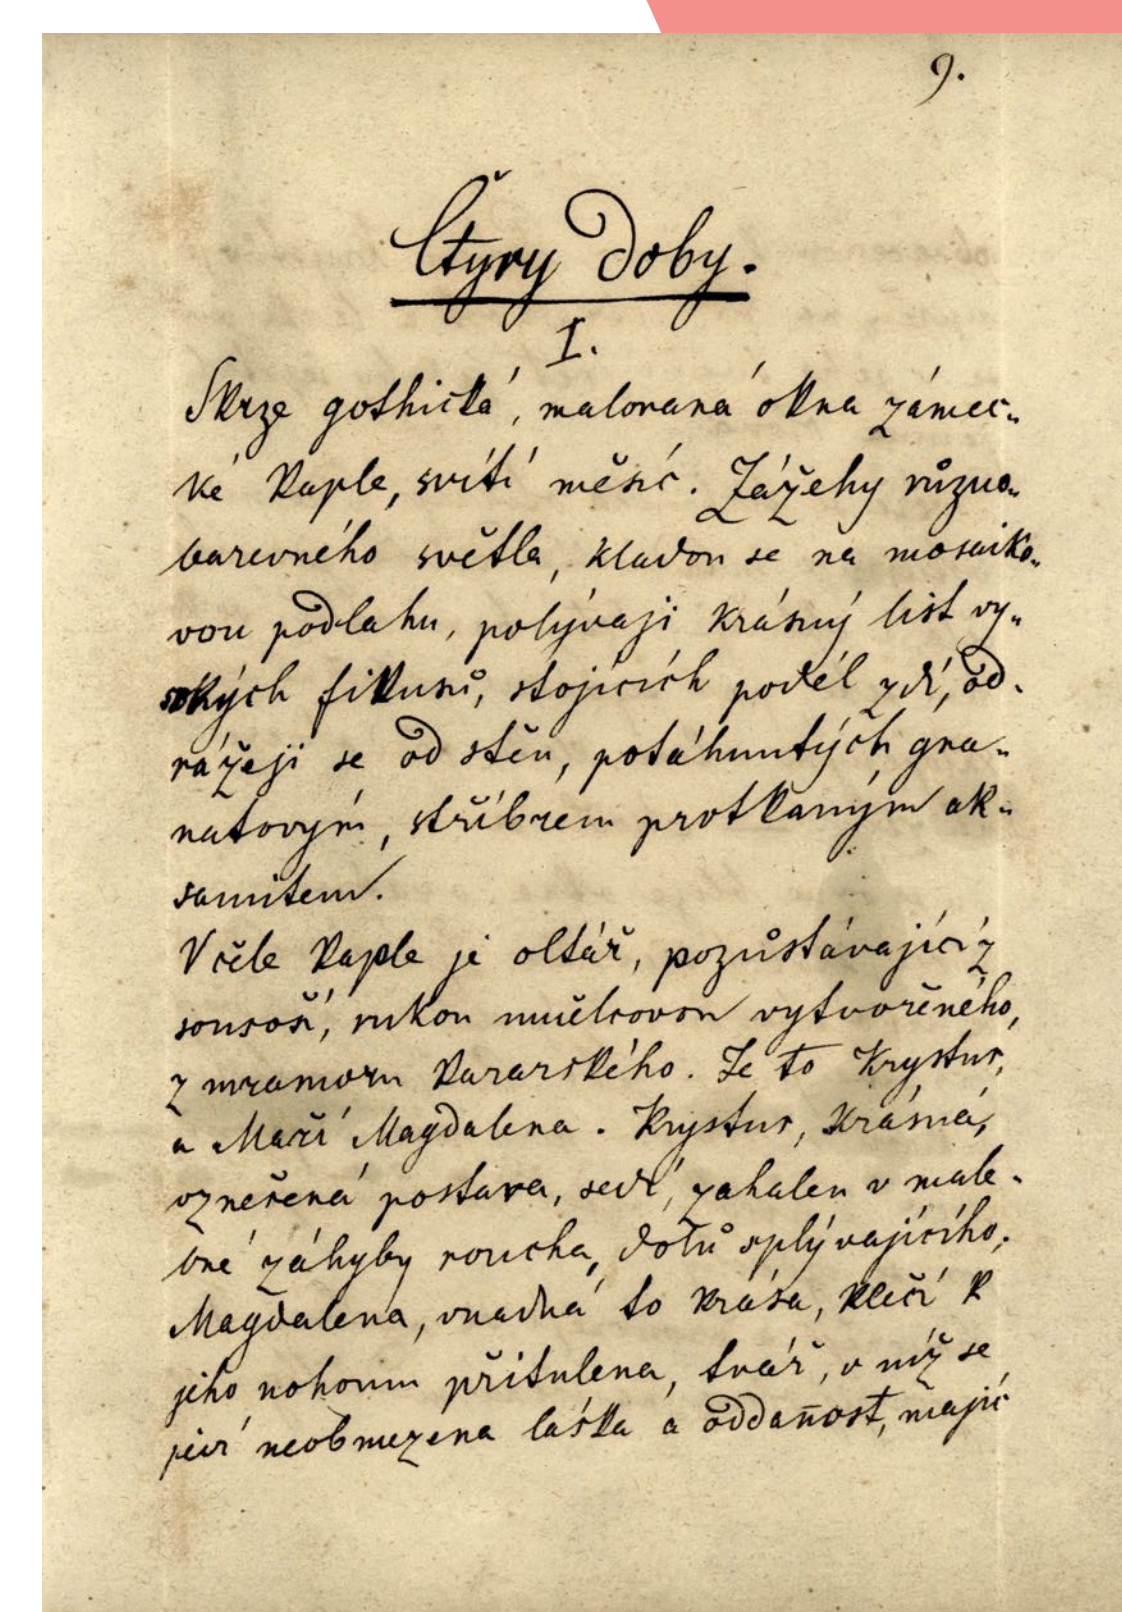 9.
Čtyry doby.
I.
Skrze gothická, malovaná okna zámec-
ké kaple, svítí měsíc. Zážehy různo-
barevného světla, kladou se na mosaiko-
vou podlahu, polývají krásný list vy-
sokých fikusů, stojících podél zdí, od-
rážejí se od stěn, potáhnutých gra-
natovým, stříbrem protkaným ak-
samitem.
V čele kaple je oltář, pozůstávající z
sousoší, rukou umělcovou vytvořeného,
z mramoru kararského. Je to Krystus,
a Maří Magdalena. Krystus, krásná,
vznešená postava, sedí, zahalen v male-
bné záhyby roucha, dolů splývajícího.
Magdalena, vnadná to krása, klečí k
jeho nohoum přitulena, tvář, v níž se
jeví neobmezena láska a oddanost, majíc